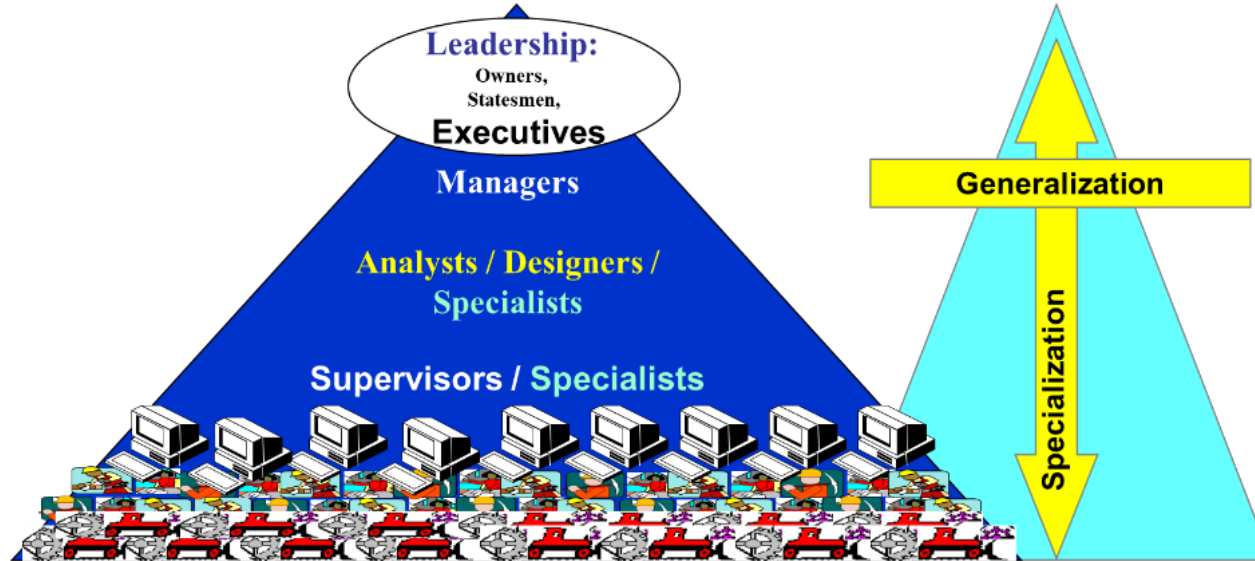 Leadership:
Owners,
Statesmen,
Executives
Managers
Analysts / Designers /
Specialists
Supervisors / Specialists
Generalization
Specialization